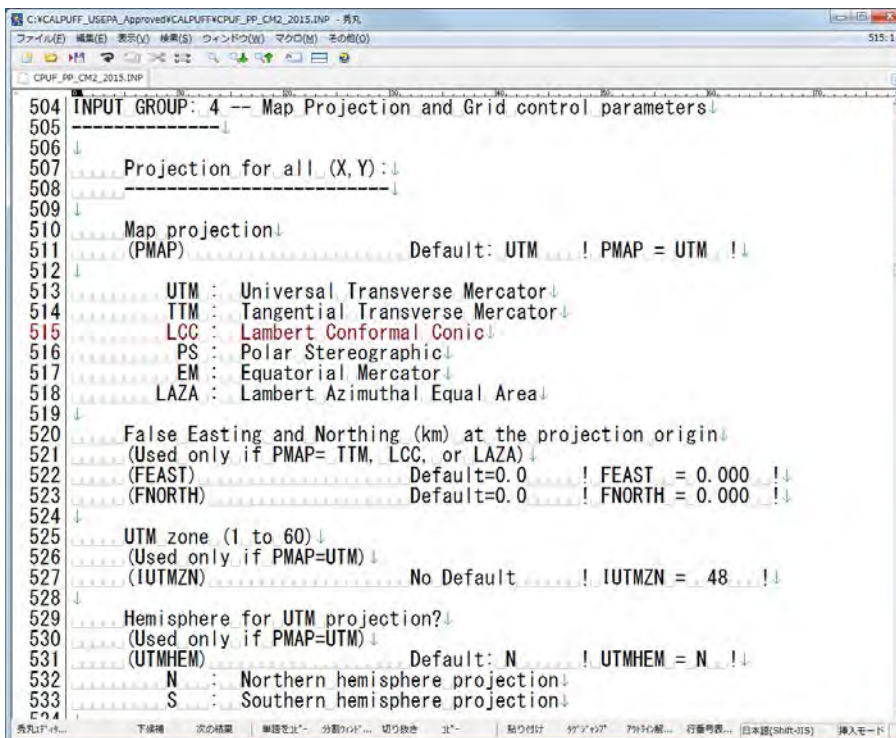 C:¥CALPUFF_USEPA_Approved¥CALPUFF¥CPUF_PP_CM2_2015.INP - 秀丸
ファイル(F) 編集(E) 表示(V) 検索(S) ウィンドウ(W) マクロ(M) その他(O) 515:1
CPUF_PP_CM2_2015.INP
504 INPUT GROUP: 4 -- Map Projection and Grid control parameters↓
505 --------------↓
506 ↓
507 Projection for all (X,Y):↓
508 -------------------------↓
509 ↓
510 Map projection↓
511 (PMAP) Default: UTM ! PMAP = UTM !↓
512 ↓
513 UTM : Universal Transverse Mercator↓
514 TTM : Tangential Transverse Mercator↓
515 LCC : Lambert Conformal Conic↓
516 PS : Polar Stereographic↓
517 EM : Equatorial Mercator↓
518 LAZA : Lambert Azimuthal Equal Area↓
519 ↓
520 False Easting and Northing (km) at the projection origin↓
521 (Used only if PMAP= TTM, LCC, or LAZA)↓
522 (FEAST) Default=0.0 ! FEAST = 0.000 !↓
523 (FNORTH) Default=0.0 ! FNORTH = 0.000 !↓
524 ↓
525 UTM zone (1 to 60)↓
526 (Used only if PMAP=UTM)↓
527 (IUTMZN) No Default ! IUTMZN = 48 !↓
528 ↓
529 Hemisphere for UTM projection?↓
530 (Used only if PMAP=UTM)↓
531 (UTMHEM) Default: N ! UTMHEM = N !↓
532 N : Northern hemisphere projection↓
533 S : Southern hemisphere projection↓
下候補 次の結果 単語をコピー 分割ウィンド... 切り抜き コピー 貼り付け 行番号表... 日本語(Shift-JIS) 挿入モード